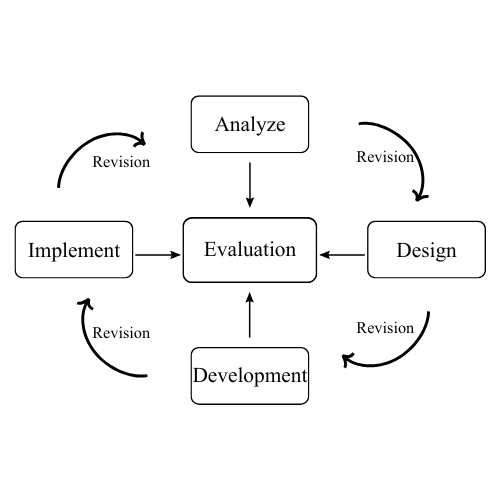 Analyze
Revision
Revision
Implement
Evaluation
Design
Revision
Revision
Development